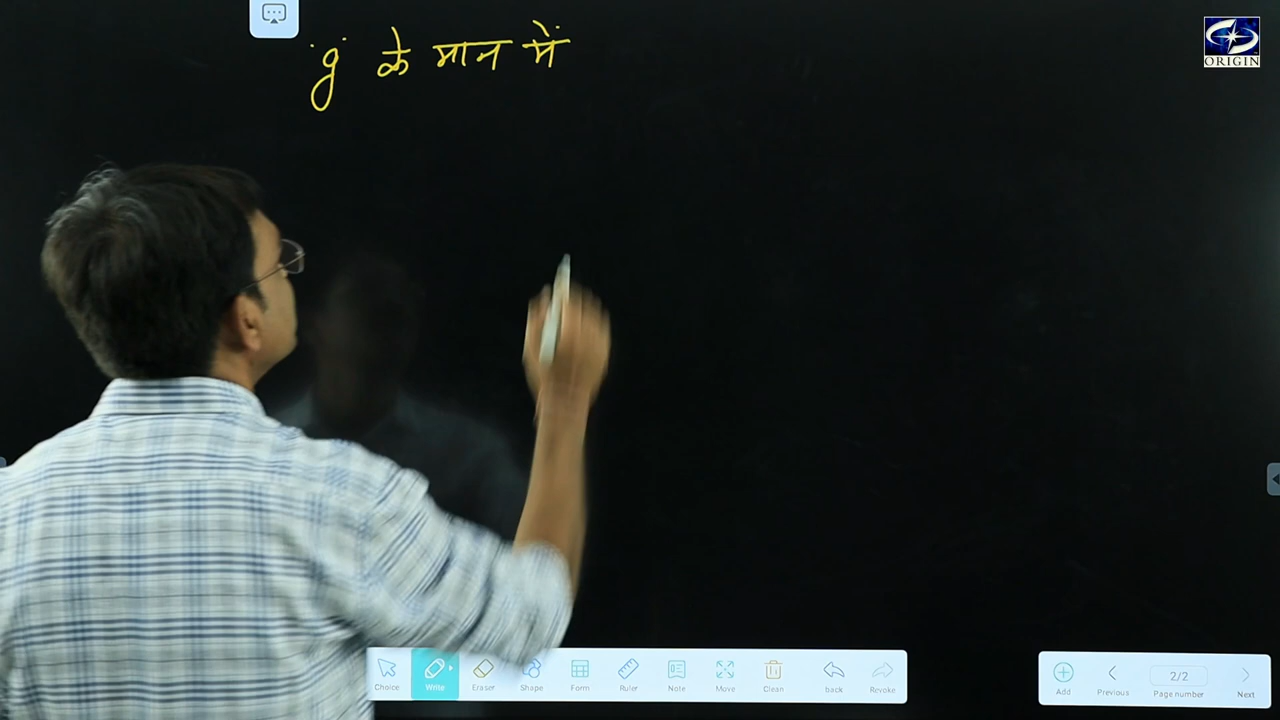 'g' के मान में
ORIGIN
Choice
Write
Eraser
Shape
Form
Ruler
Note
Move
Clean
back
Revoke
Add
Previous
2/2
Page number
Next